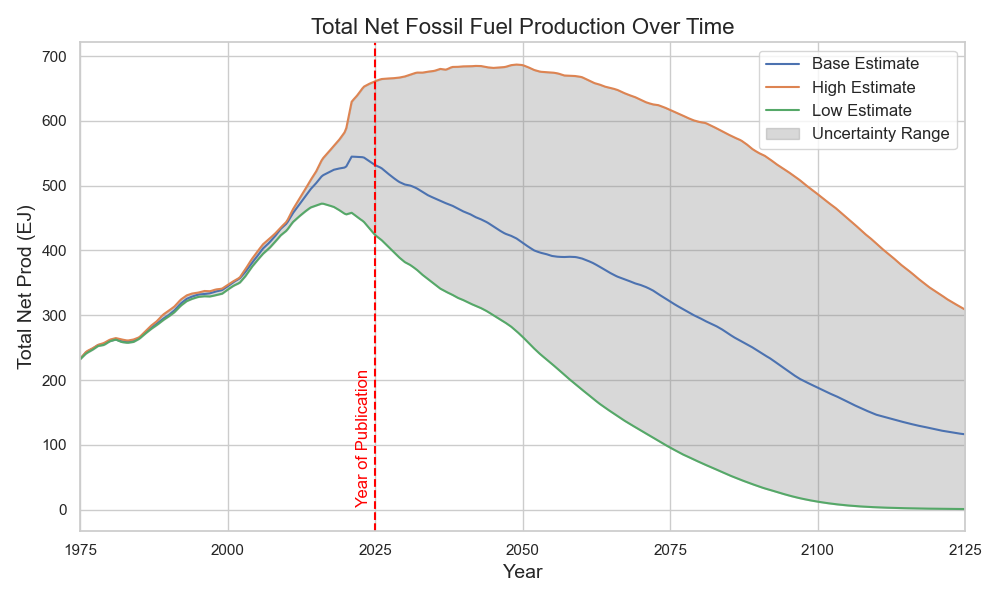 Total Net Fossil Fuel Production Over Time
Total Net Prod (EJ)
700
600
500
400
300
200
100
0
Base Estimate
High Estimate
Low Estimate
Uncertainty Range
Year of Publication
1975 2000 2025 2050 2075 2100 2125
Year